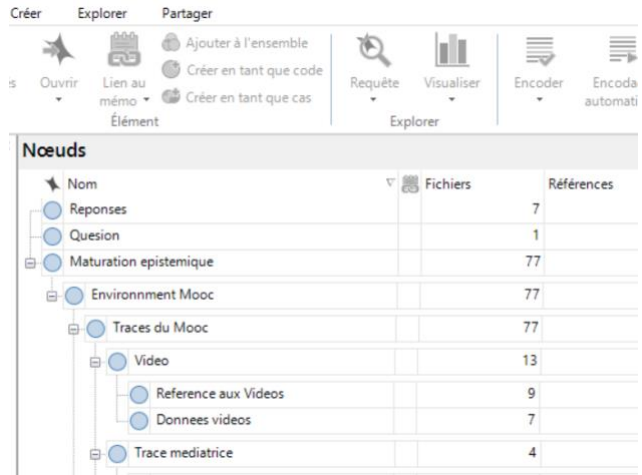 Créer Explorer Partager
Ajouter à l'ensemble
Créer en tant que code
Créer en tant que cas
Ouvrir Lien au mémo Requête Visualiser Encoder
Élément Explorer
Nœuds
Nom Fichiers Références
Reponses 7
Quesion 1
Maturation epistemique 77
Environnment Mooc 77
Traces du Mooc 77
Video 13
Reference aux Videos 9
Donnees videos 7
Trace mediatrice 4